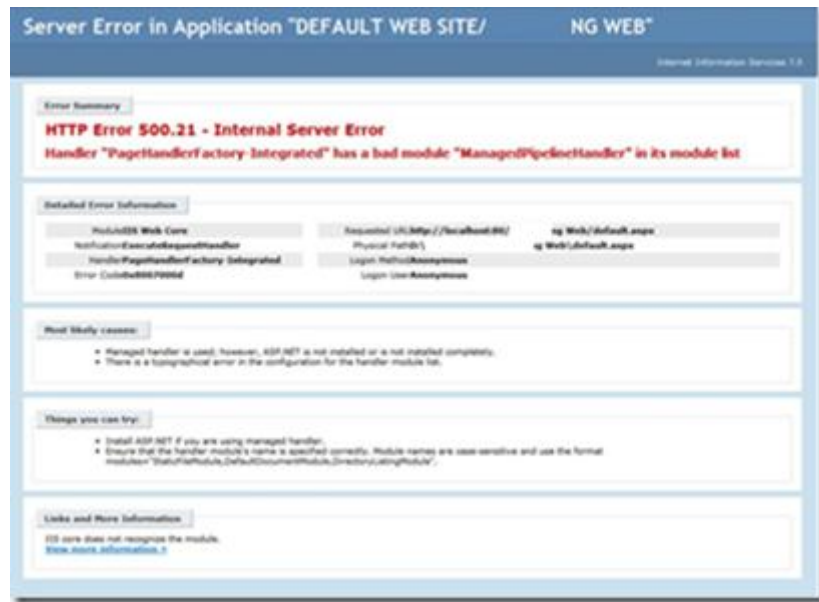 Server Error in Application "DEFAULT WEB SITE/ NG WEB"
Internet Information Services 7.5
Error Summary
HTTP Error 500.21 - Internal Server Error
Handler "PageHandlerFactory-Integrated" has a bad module "ManagedPipelineHandler" in its module list
Detailed Error Information
Module IIS Web Core
Notification ExecuteRequestHandler
Handler PageHandlerFactory-Integrated
Error Code 0x8007000d
Requested URL http://localhost:80/ ng Web/default.aspx
Physical Path D:\ ng Web\default.aspx
Logon Method Anonymous
Logon User Anonymous
Most likely causes:
• Managed handler is used; however, ASP.NET is not installed or is not installed completely.
• There is a typographical error in the configuration for the handler module list.
Things you can try:
• Install ASP.NET if you are using managed handler.
• Ensure that the handler module's name is specified correctly. Module names are case-sensitive and use the format
modules="StaticFileModule,DefaultDocumentModule,DirectoryListingModule".
Links and More Information
IIS core does not recognize the module.
View more information »